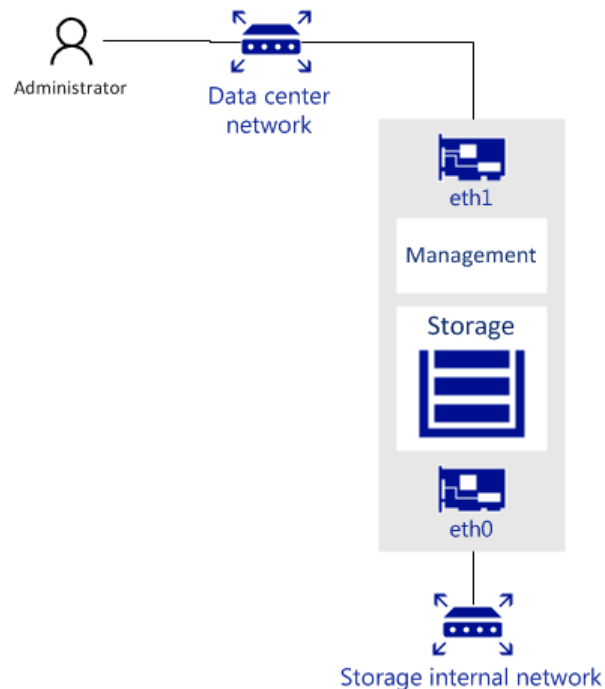 Administrator
Data center
network
eth1
Management
Storage
eth0
Storage internal network